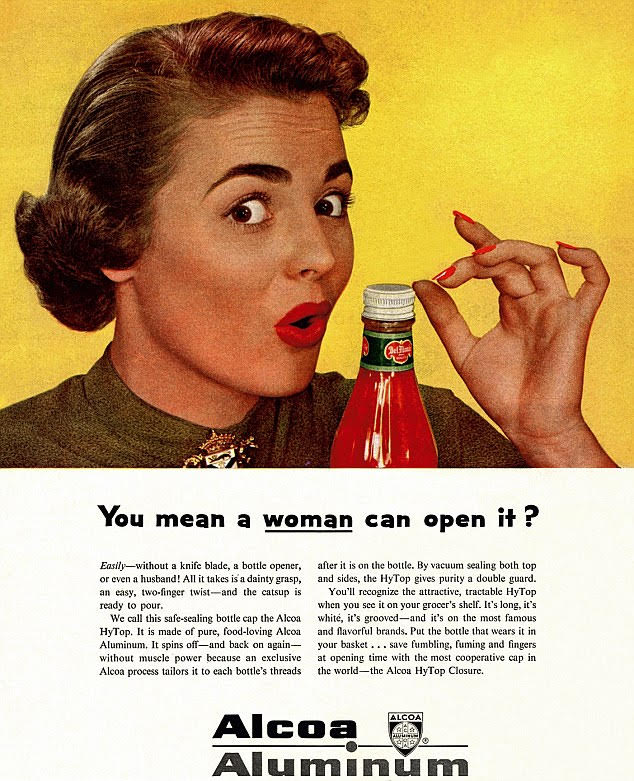 Del Monte
You mean a woman can open it?
Easily—without a knife blade, a bottle opener,
or even a husband! All it takes is a dainty grasp,
an easy, two-finger twist—and the catsup is
ready to pour.
We call this safe-sealing bottle cap the Alcoa
HyTop. It is made of pure, food-loving Alcoa
Aluminum. It spins off—and back on again—
without muscle power because an exclusive
Alcoa process tailors it to each bottle's threads
after it is on the bottle. By vacuum sealing both top
and sides, the HyTop gives purity a double guard.
You'll recognize the attractive, tractable HyTop
when you see it on your grocer's shelf. It's long, it's
white, it's grooved—and it's on the most famous
and flavorful brands. Put the bottle that wears it in
your basket . . . save fumbling, fuming and fingers
at opening time with the most cooperative cap in
the world—the Alcoa HyTop Closure.
Alcoa
ALCOA
ALUMINUM
®
Aluminum